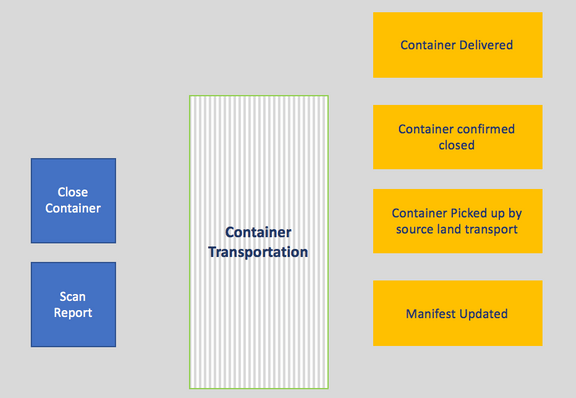 Close
Container
Scan
Report
Container
Transportation
Container Delivered
Container confirmed
closed
Container Picked up by
source land transport
Manifest Updated